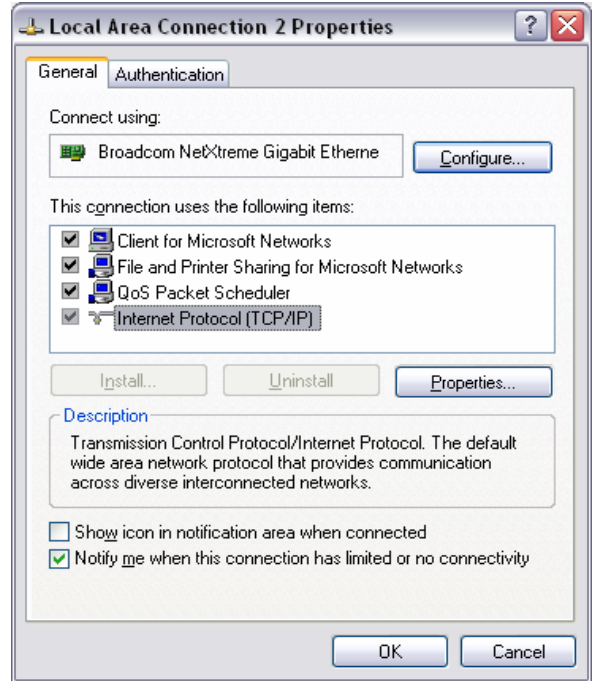 Local Area Connection 2 Properties
General
Authentication
Connect using:
Broadcom NetXtreme Gigabit Etherne
Configure...
This connection uses the following items:
Client for Microsoft Networks
File and Printer Sharing for Microsoft Networks
QoS Packet Scheduler
Internet Protocol (TCP/IP)
Install...
Uninstall
Properties...
Description
Transmission Control Protocol/Internet Protocol. The default
wide area network protocol that provides communication
across diverse interconnected networks.
Show icon in notification area when connected
Notify me when this connection has limited or no connectivity
OK
Cancel